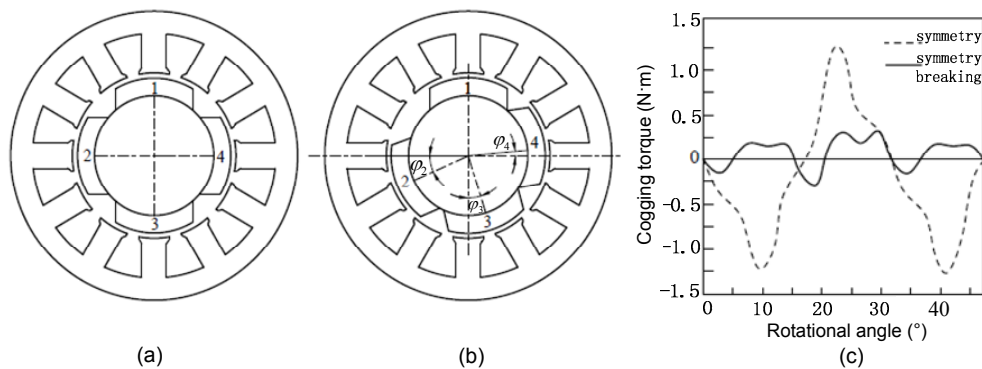 1
2
4
3
(a)
1
φ4
4
φ2
2
φ3
3
(b)
Cogging torque (N·m)
1.5
1.0
0.5
0
-0.5
-1.0
-1.5
symmetry
symmetry
breaking
0 10 20 30 40
Rotational angle (°)
(c)